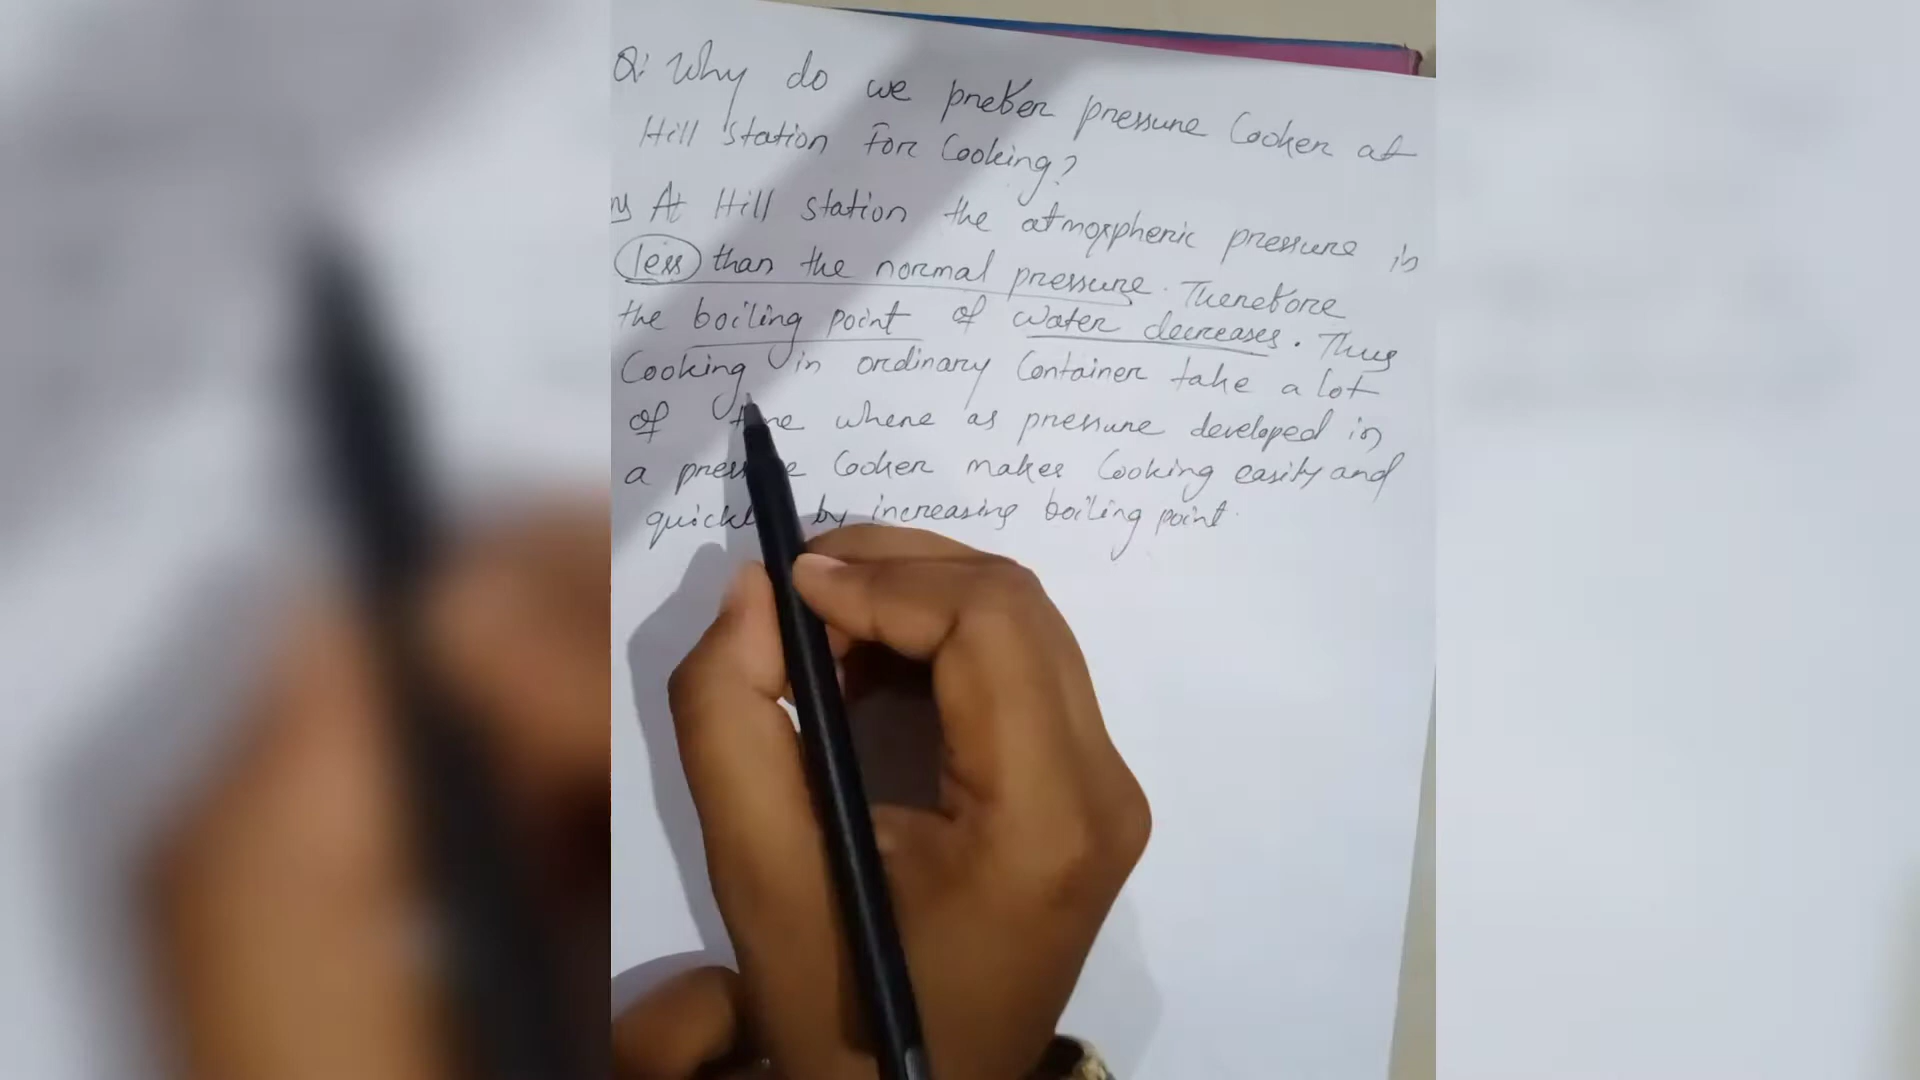 Q: Why do we prefer pressure Cooker at
Hill station For Cooking?
At Hill station the atmospheric pressure is
less than the normal pressure. Therefore
the boiling point of water decreases. Thus
Cooking in ordinary Container take a lot
of where as pressure developed in
a Cooker makes Cooking easily and
by increasing boiling point.